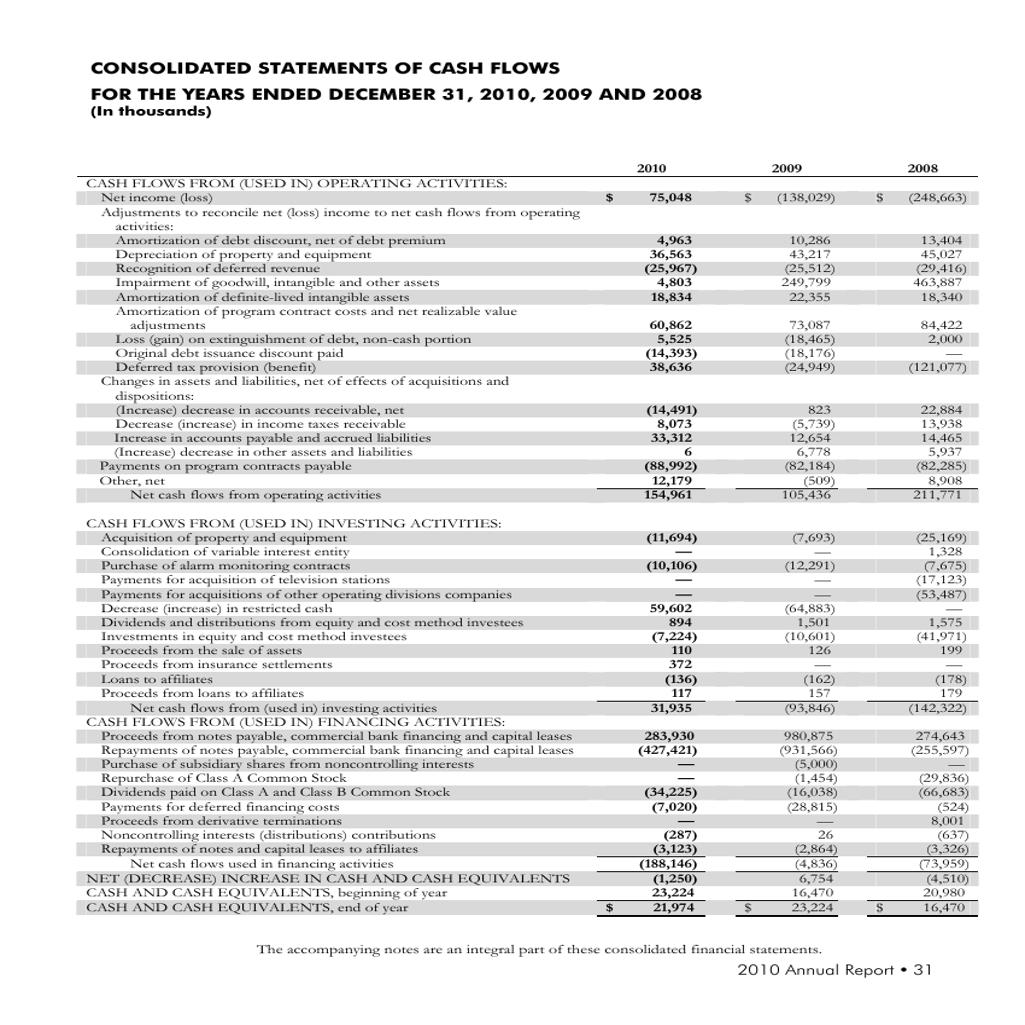 CONSOLIDATED STATEMENTS OF CASH FLOWS
FOR THE YEARS ENDED DECEMBER 31, 2010, 2009 AND 2008
(In thousands)
2010 2009 2008
CASH FLOWS FROM (USED IN) OPERATING ACTIVITIES:
Net income (loss) $ 75,048 $ (138,029) $ (248,663)
Adjustments to reconcile net (loss) income to net cash flows from operating
activities:
Amortization of debt discount, net of debt premium 4,963 10,286 13,404
Depreciation of property and equipment 36,563 43,217 45,027
Recognition of deferred revenue (25,967) (25,512) (29,416)
Impairment of goodwill, intangible and other assets 4,803 249,799 463,887
Amortization of definite-lived intangible assets 18,834 22,355 18,340
Amortization of program contract costs and net realizable value
adjustments 60,862 73,087 84,422
Loss (gain) on extinguishment of debt, non-cash portion 5,525 (18,465) 2,000
Original debt issuance discount paid (14,393) (18,176) —
Deferred tax provision (benefit) 38,636 (24,949) (121,077)
Changes in assets and liabilities, net of effects of acquisitions and
dispositions:
(Increase) decrease in accounts receivable, net (14,491) 823 22,884
Decrease (increase) in income taxes receivable 8,073 (5,739) 13,938
Increase in accounts payable and accrued liabilities 33,312 12,654 14,465
(Increase) decrease in other assets and liabilities 6 6,778 5,937
Payments on program contracts payable (88,992) (82,184) (82,285)
Other, net 12,179 (509) 8,908
Net cash flows from operating activities 154,961 105,436 211,771
CASH FLOWS FROM (USED IN) INVESTING ACTIVITIES:
Acquisition of property and equipment (11,694) (7,693) (25,169)
Consolidation of variable interest entity — — 1,328
Purchase of alarm monitoring contracts (10,106) (12,291) (7,675)
Payments for acquisition of television stations — — (17,123)
Payments for acquisitions of other operating divisions companies — — (53,487)
Decrease (increase) in restricted cash 59,602 (64,883) —
Dividends and distributions from equity and cost method investees 894 1,501 1,575
Investments in equity and cost method investees (7,224) (10,601) (41,971)
Proceeds from the sale of assets 110 126 199
Proceeds from insurance settlements 372 — —
Loans to affiliates (136) (162) (178)
Proceeds from loans to affiliates 117 157 179
Net cash flows from (used in) investing activities 31,935 (93,846) (142,322)
CASH FLOWS FROM (USED IN) FINANCING ACTIVITIES:
Proceeds from notes payable, commercial bank financing and capital leases 283,930 980,875 274,643
Repayments of notes payable, commercial bank financing and capital leases (427,421) (931,566) (255,597)
Purchase of subsidiary shares from noncontrolling interests — (5,000) —
Repurchase of Class A Common Stock — (1,454) (29,836)
Dividends paid on Class A and Class B Common Stock (34,225) (16,038) (66,683)
Payments for deferred financing costs (7,020) (28,815) (524)
Proceeds from derivative terminations — — 8,001
Noncontrolling interests (distributions) contributions (287) 26 (637)
Repayments of notes and capital leases to affiliates (3,123) (2,864) (3,326)
Net cash flows used in financing activities (188,146) (4,836) (73,959)
NET (DECREASE) INCREASE IN CASH AND CASH EQUIVALENTS (1,250) 6,754 (4,510)
CASH AND CASH EQUIVALENTS, beginning of year 23,224 16,470 20,980
CASH AND CASH EQUIVALENTS, end of year $ 21,974 $ 23,224 $ 16,470
The accompanying notes are an integral part of these consolidated financial statements.
2010 Annual Report • 31